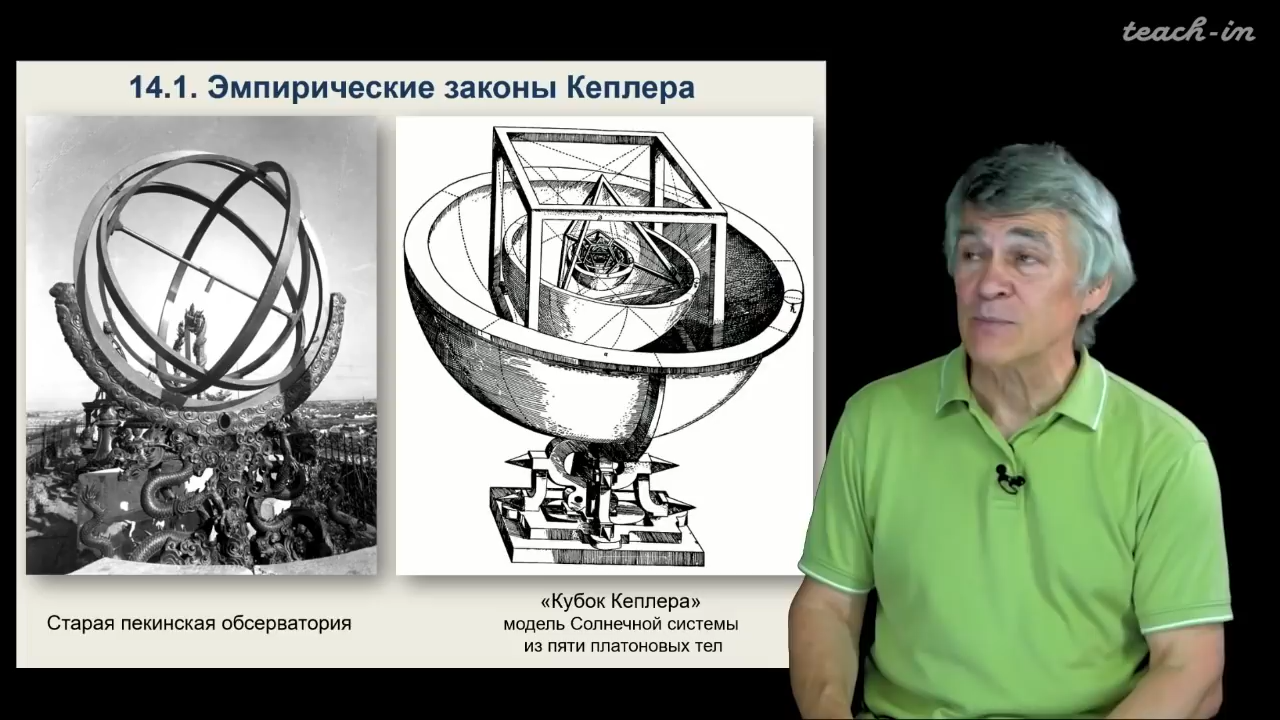 teach-in
14.1. Эмпирические законы Кеплера
Старая пекинская обсерватория
«Кубок Кеплера»
модель Солнечной системы
из пяти платоновых тел